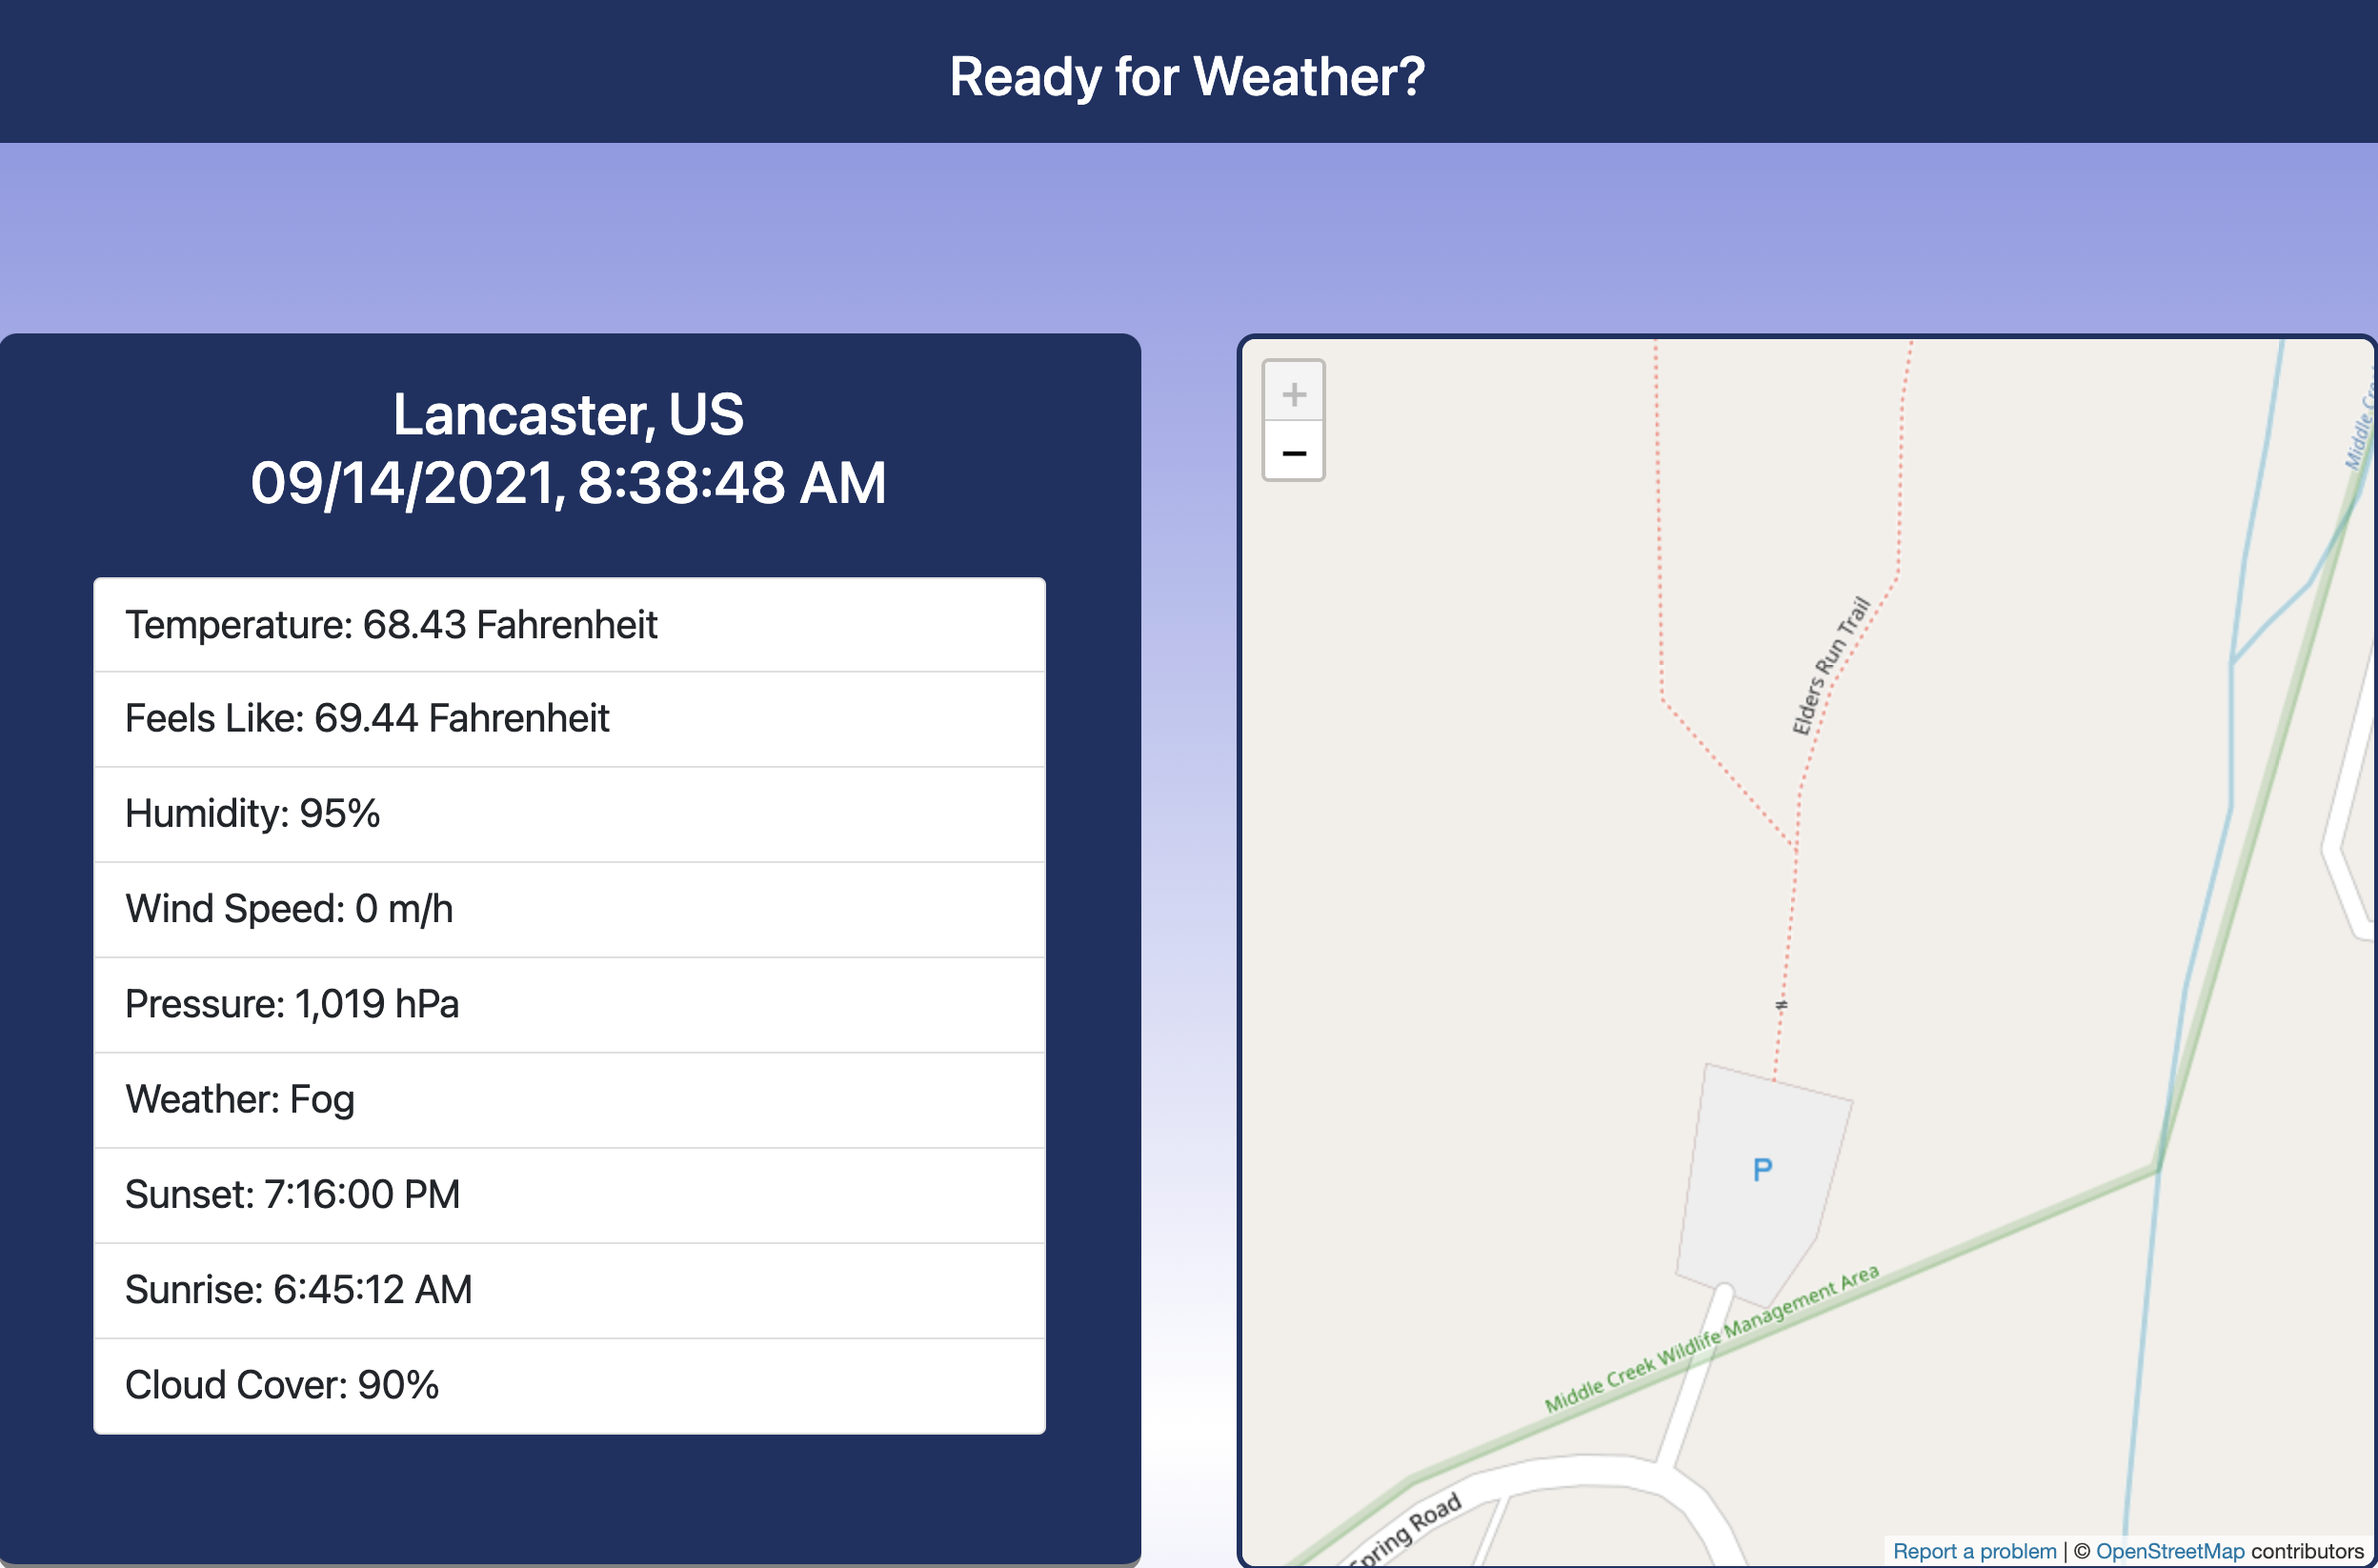 Ready for Weather?
Lancaster, US
09/14/2021, 8:38:48 AM
Temperature: 68.43 Fahrenheit
Feels Like: 69.44 Fahrenheit
Humidity: 95%
Wind Speed: 0 m/h
Pressure: 1,019 hPa
Weather: Fog
Sunset: 7:16:00 PM
Sunrise: 6:45:12 AM
Cloud Cover: 90%
+
−
Middle
Elders Run Trail
P
Middle Creek Wildlife Management Area
Spring Road
Report a problem | © OpenStreetMap contributors